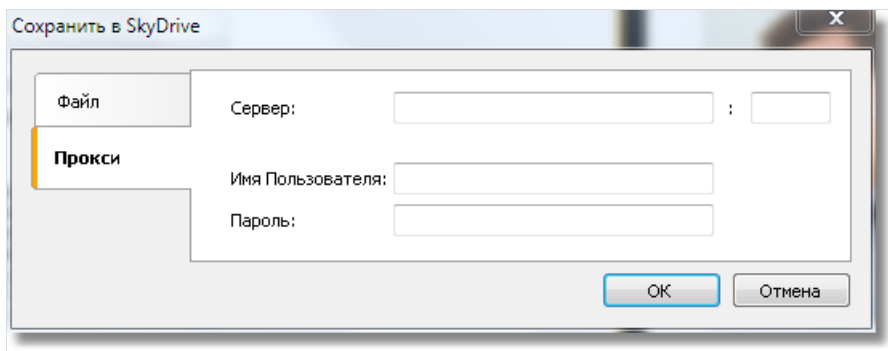 Сохранить в SkyDrive
X
Файл
Прокси
Сервер:
:
Имя Пользователя:
Пароль:
OK
Отмена